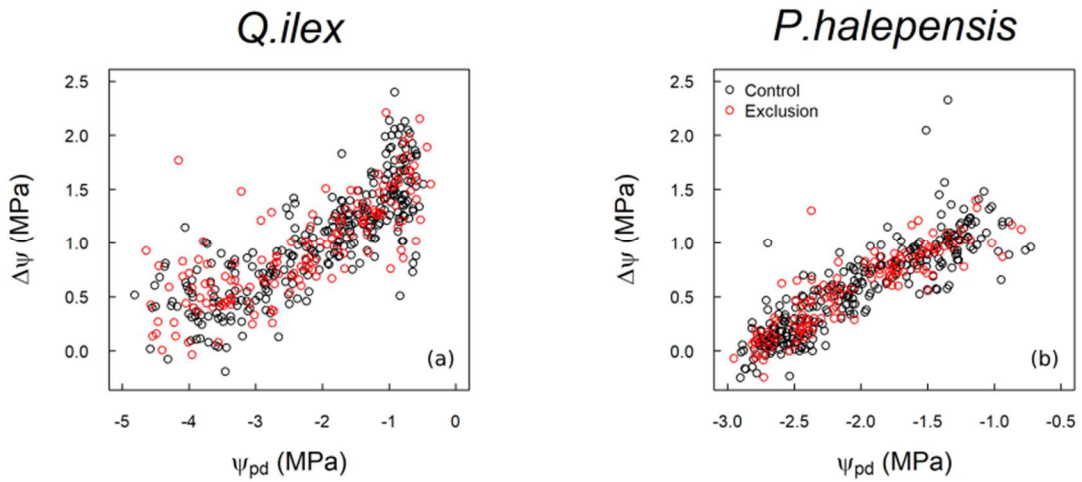 Q.ilex
P.halepensis
2.5
2.0
1.5
1.0
0.5
0.0
Δψ (MPa)
(a)
-5
-4
-3
-2
-1
0
ψpd (MPa)
2.5
2.0
1.5
1.0
0.5
0.0
Δψ (MPa)
Control
Exclusion
(b)
-3.0
-2.5
-2.0
-1.5
-1.0
-0.5
ψpd (MPa)